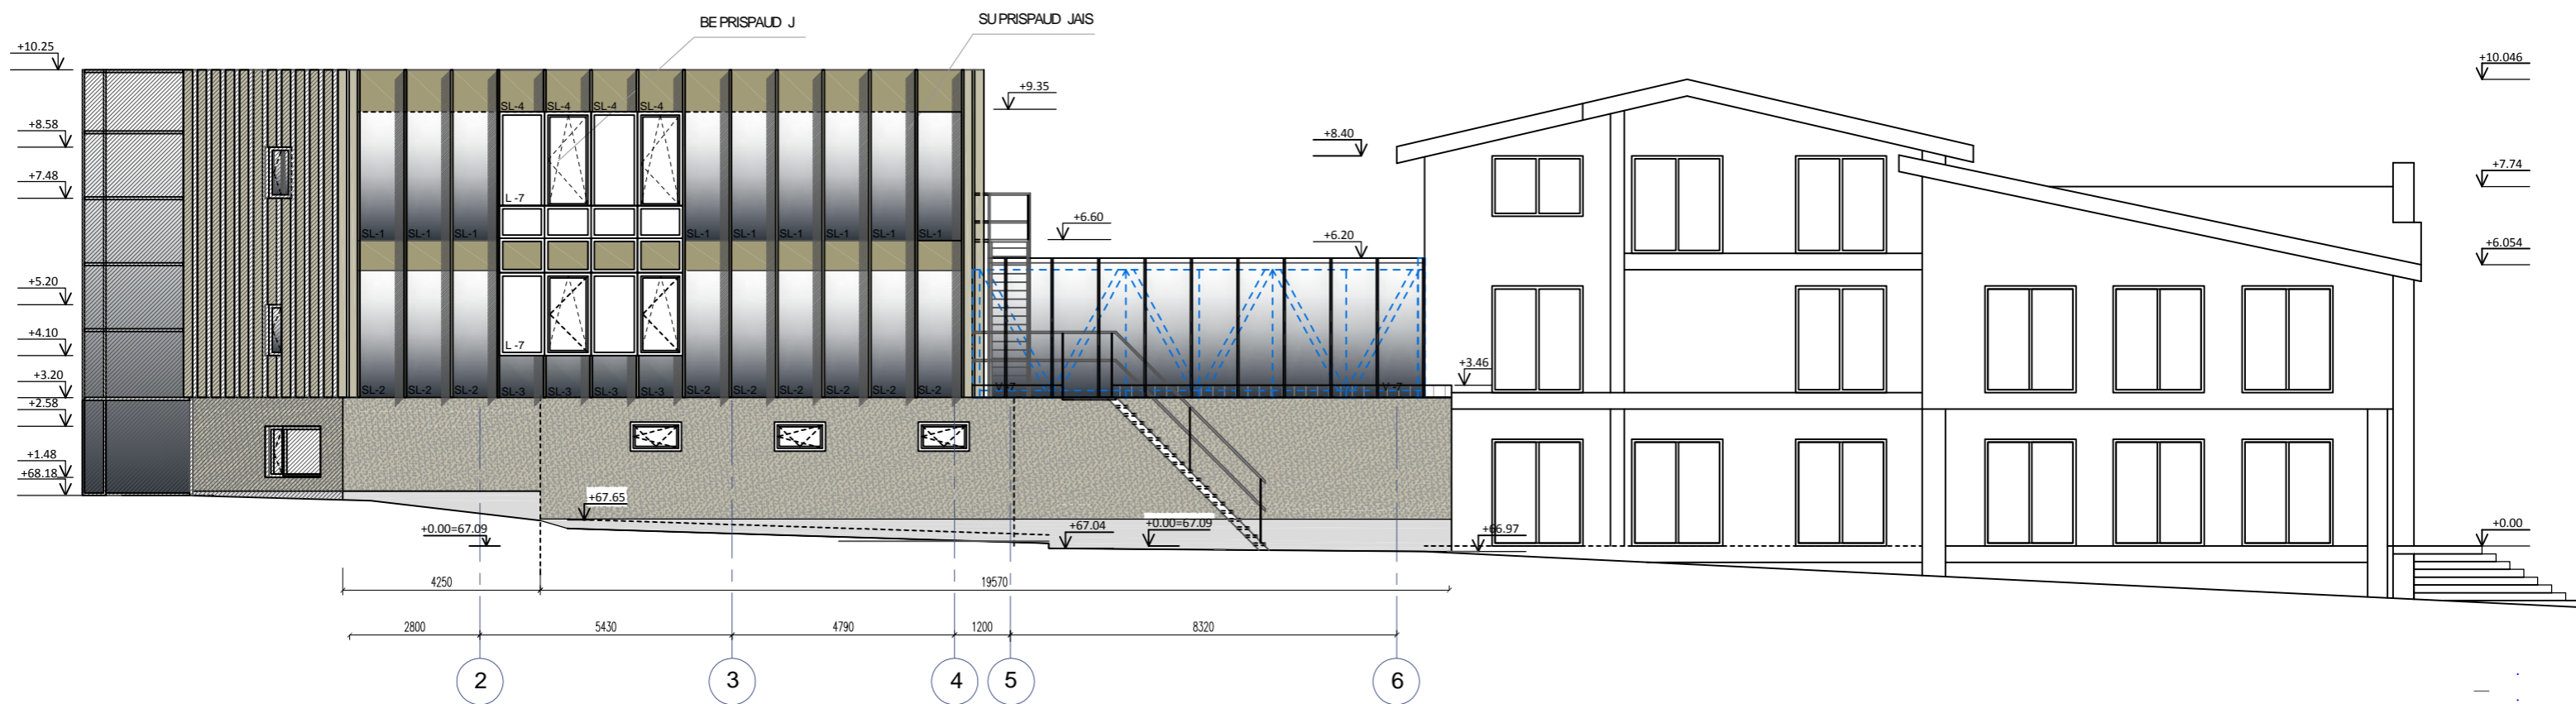 BE PRISPAUD J
SU PRISPAUD JAIS
+10.25
+8.58
+7.48
+5.20
+4.10
+3.20
+2.58
+1.48
+68.18
+9.35
+6.60
+8.40
+6.20
+3.46
+10.046
+7.74
+6.054
+0.00
SL-4 SL-4 SL-4 SL-4
L -7
SL-1 SL-1 SL-1 SL-1 SL-1 SL-1 SL-1 SL-1 SL-1
L -7
SL-2 SL-2 SL-2 SL-3 SL-3 SL-3 SL-3 SL-2 SL-2 SL-2 SL-2 SL-2 SL-2
+67.65
+0.00=67.09
+67.04
+0.00=67.09
+66.97
4250 19570
2800 5430 4790 1200 8320
2 3 4 5 6